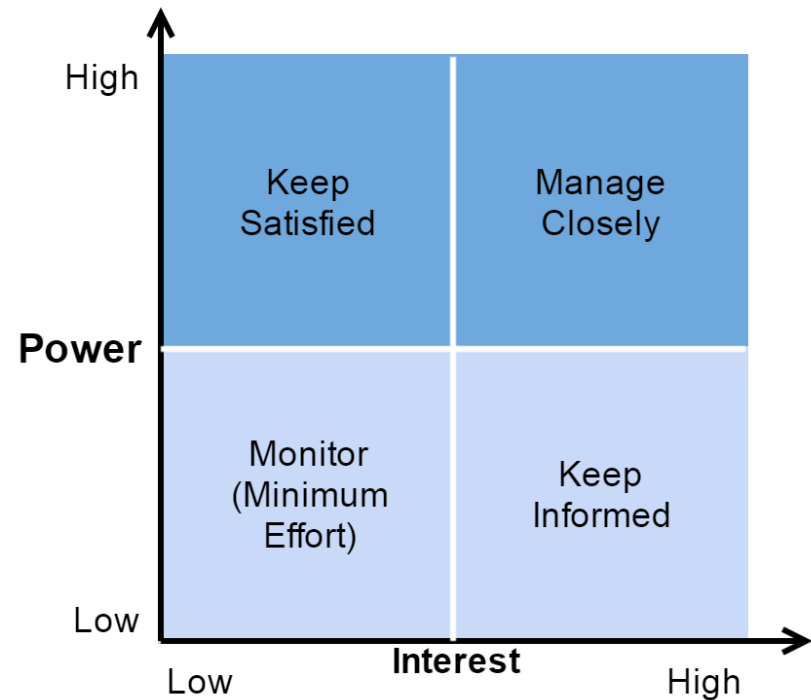 High
Keep
Satisfied
Manage
Closely
Power
Monitor
(Minimum
Effort)
Keep
Informed
Low
Interest
Low
High